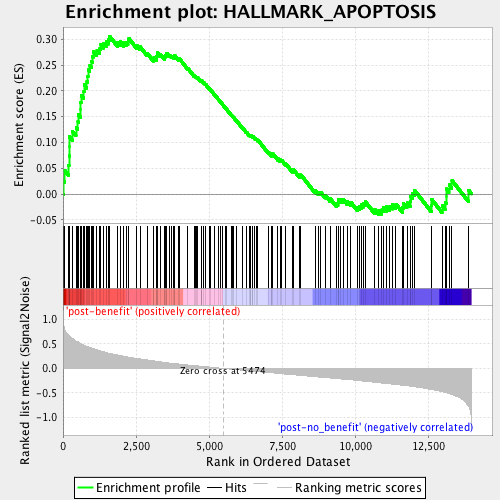 Enrichment plot: HALLMARK_APOPTOSIS
Enrichment score (ES)
0.30
0.25
0.20
0.15
0.10
0.05
0.00
-0.05
'post-benefit' (positively correlated)
Ranked list metric (Signal2Noise)
1.0
0.5
0.0
-0.5
-1.0
Zero cross at 5474
'post-no_benefit' (negatively correlated)
0
2,500
5,000
7,500
10,000
12,500
Rank in Ordered Dataset
Enrichment profile
Hits
Ranking metric scores